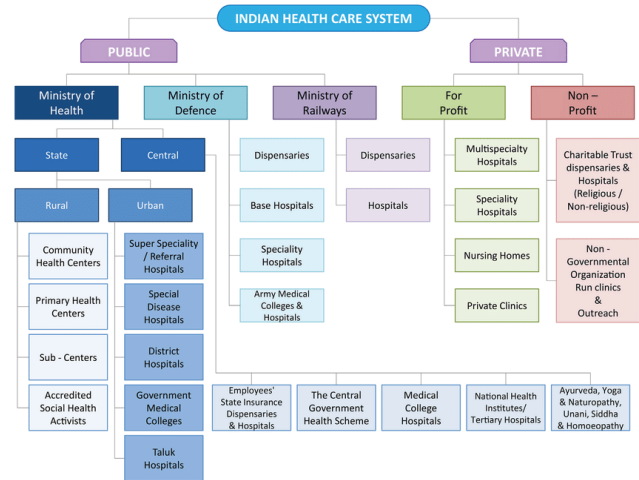 INDIAN HEALTH CARE SYSTEM
PUBLIC
PRIVATE
Ministry of
Health
Ministry of
Defence
Ministry of
Railways
For
Profit
Non –
Profit
State
Central
Rural
Urban
Community
Health Centers
Primary Health
Centers
Sub - Centers
Accredited
Social Health
Activists
Super Speciality
/ Referral
Hospitals
Special
Disease
Hospitals
District
Hospitals
Government
Medical
Colleges
Taluk
Hospitals
Dispensaries
Base Hospitals
Speciality
Hospitals
Army Medical
Colleges &
Hospitals
Dispensaries
Hospitals
Multispecialty
Hospitals
Speciality
Hospitals
Nursing Homes
Private Clinics
Charitable Trust
dispensaries &
Hospitals
(Religious /
Non-religious)
Non -
Governmental
Organization
Run clinics
&
Outreach
Employees'
State Insurance
Dispensaries
& Hospitals
The Central
Government
Health Scheme
Medical
College
Hospitals
National Health
Institutes/
Tertiary Hospitals
Ayurveda, Yoga
& Naturopathy,
Unani, Siddha
& Homoeopathy